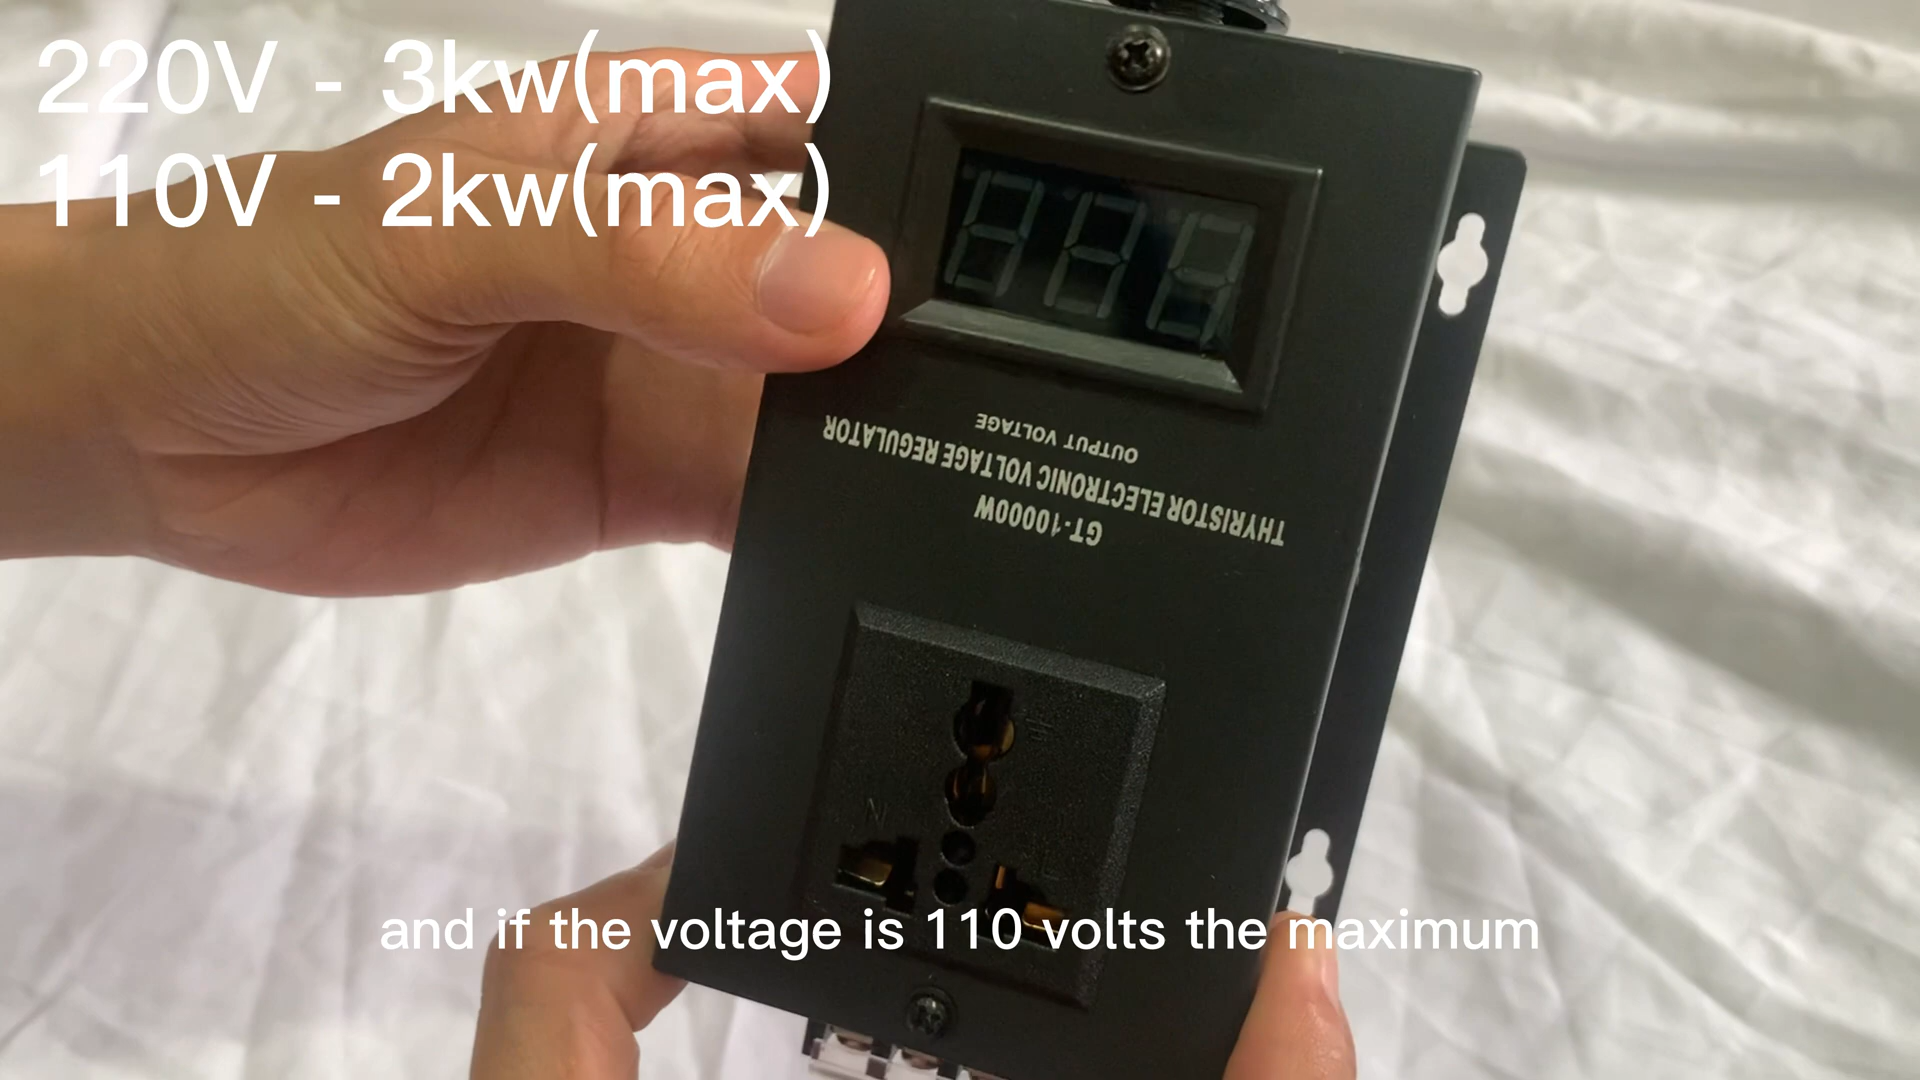 220V - 3kw(max)
110V - 2kw(max)
OUTPUT VOLTAGE
THYRISTOR ELECTRONIC VOLTAGE REGULATOR
GT-10000W
E
N
L
and if the voltage is 110 volts the maximum